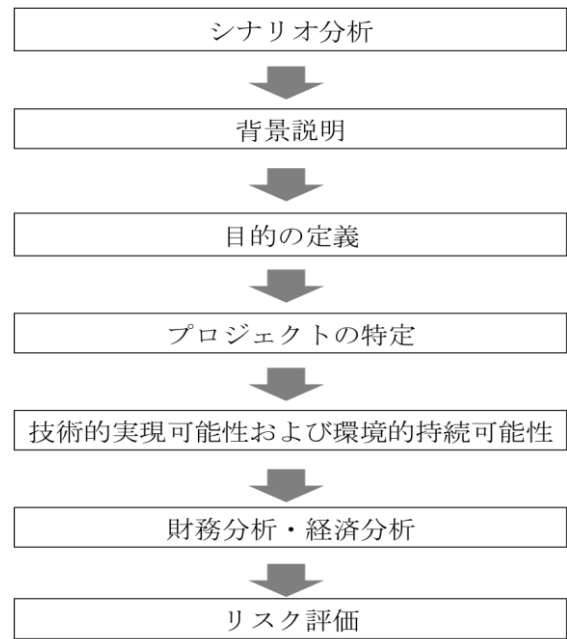 シナリオ分析
背景説明
目的の定義
プロジェクトの特定
技術的実現可能性および環境的持続可能性
財務分析・経済分析
リスク評価